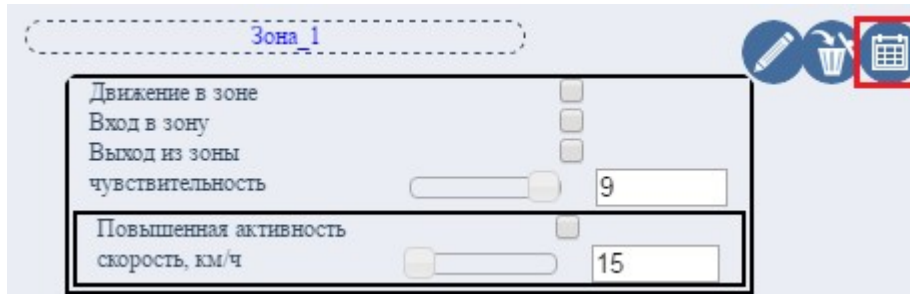 Зона_1
Движение в зоне
Вход в зону
Выход из зоны
чувствительность 9
Повышенная активность
скорость, км/ч 15